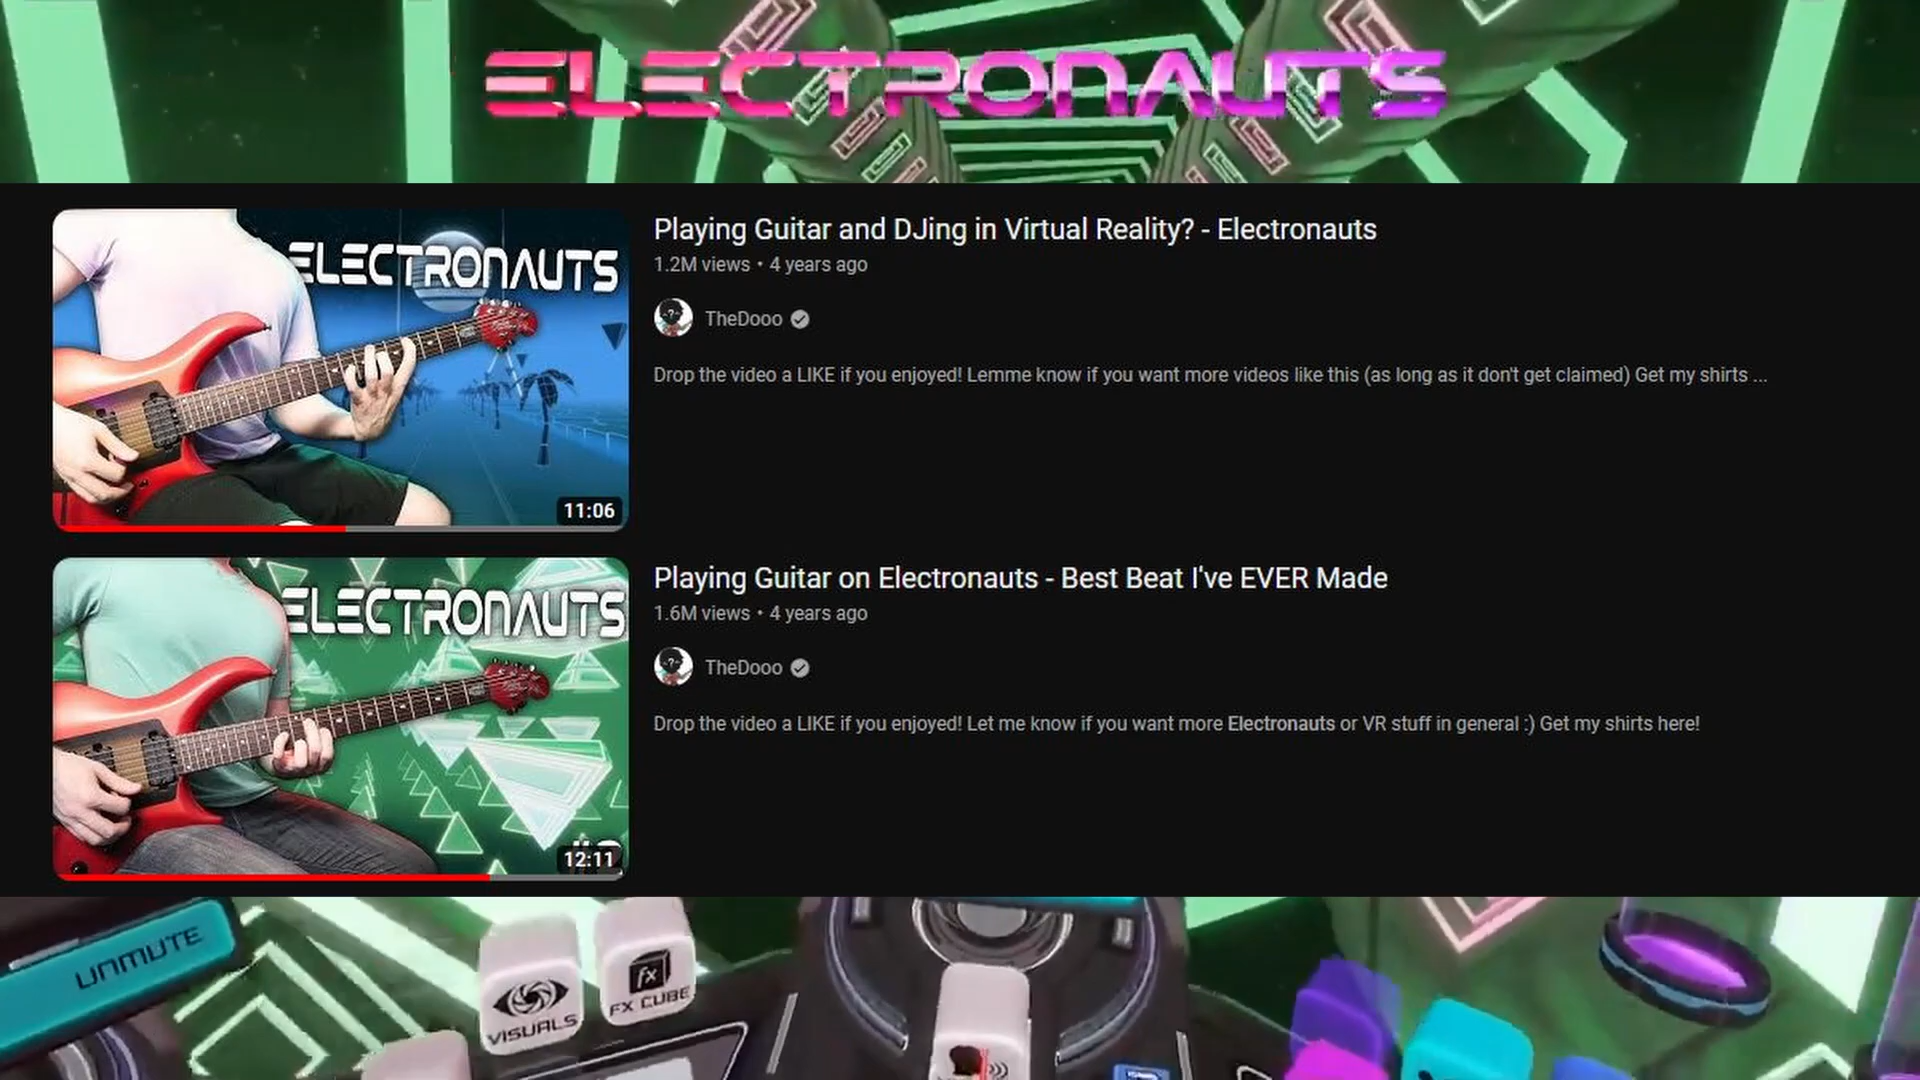 ELECTRONAUTS
ELECTRONAUTS
11:06
Playing Guitar and DJing in Virtual Reality? - Electronauts
1.2M views • 4 years ago
TheDooo
Drop the video a LIKE if you enjoyed! Lemme know if you want more videos like this (as long as it don't get claimed) Get my shirts ...
ELECTRONAUTS
12:11
Playing Guitar on Electronauts - Best Beat I've EVER Made
1.6M views • 4 years ago
TheDooo
Drop the video a LIKE if you enjoyed! Let me know if you want more Electronauts or VR stuff in general :) Get my shirts here!
UNMUTE
VISUALS
fx
FX CUBE